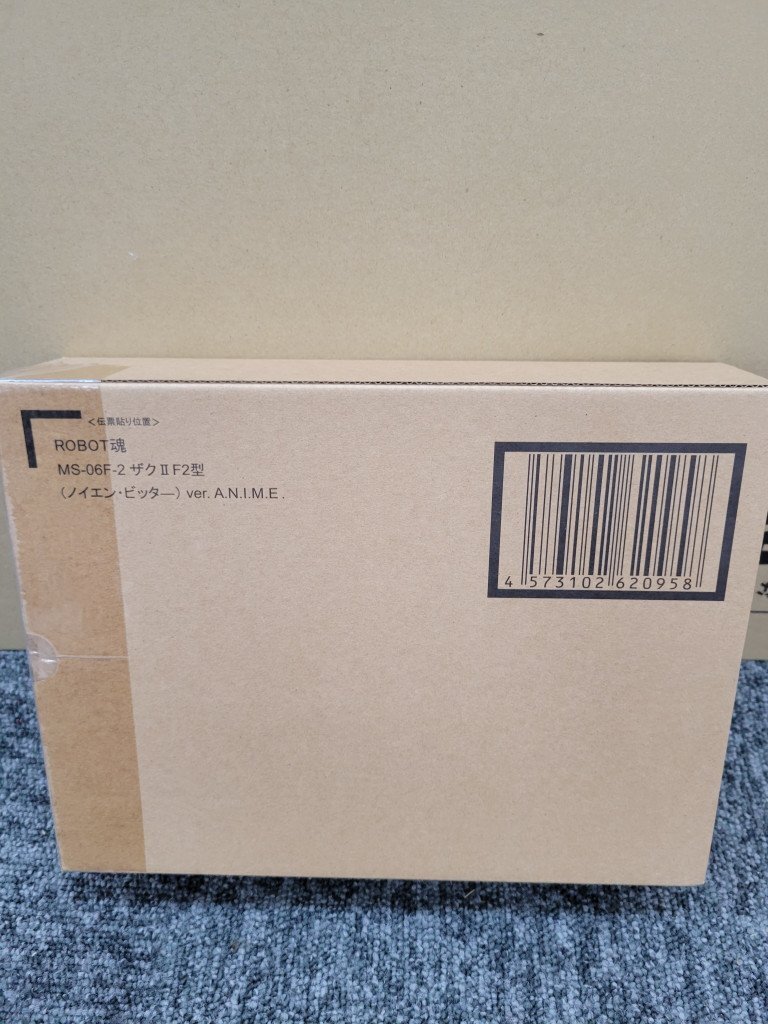 <伝票貼り位置>
ROBOT魂
MS-06F-2 ザクⅡF2型
(ノイエン・ビッター) ver. A.N.I.M.E.
4 573102 620958